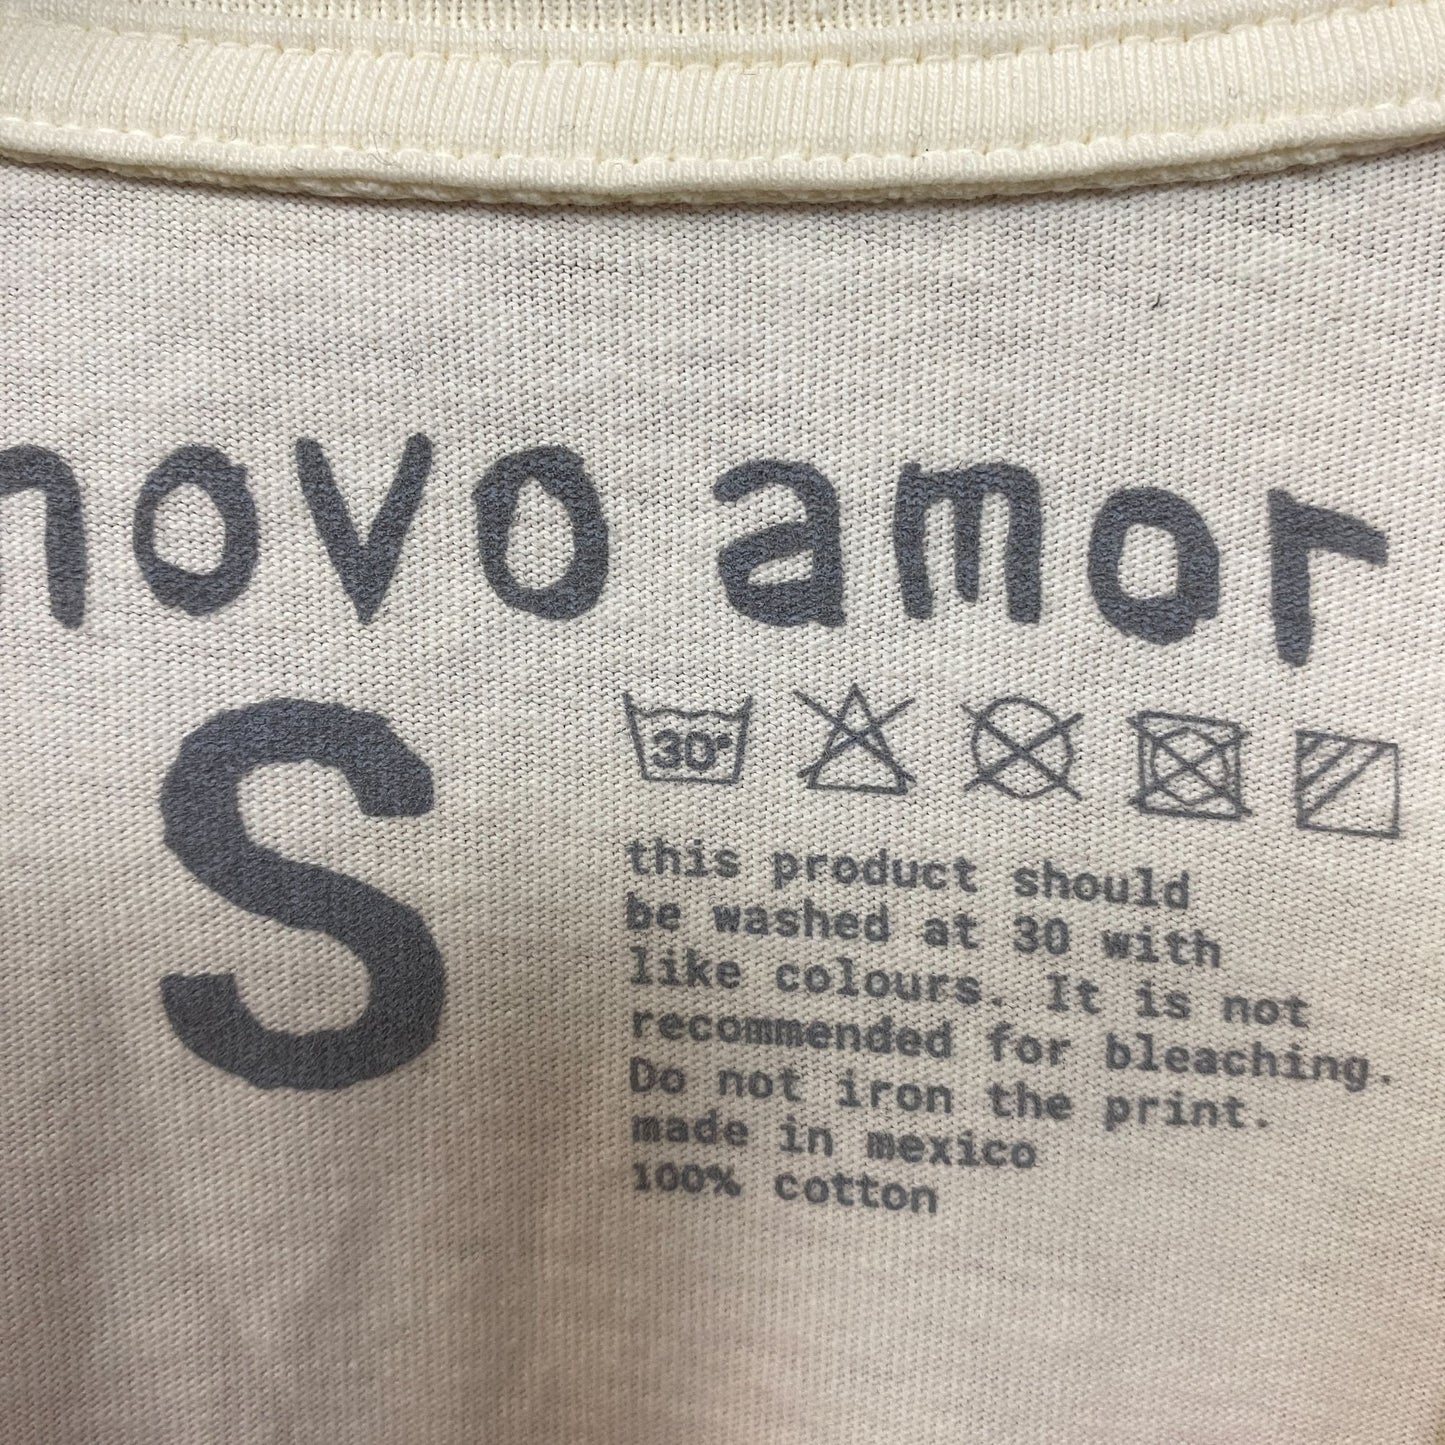 novo amor
S
30°
this product should
be washed at 30 with
like colours. It is not
recommended for bleaching.
Do not iron the print.
made in mexico
100% cotton